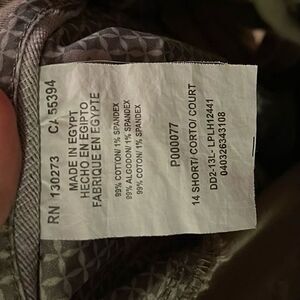 RN 130273 CA 55394
MADE IN EGYPT
HECHO EN EGIPTO
FABRIQUE EN EGYPTE
99% COTTON/ 1% SPANDEX
99% ALGODON/ 1% SPANDEX
99% COTON/ 1% SPANDEX
P000077
14 SHORT/ CORTO/ COURT
DD2-13L- LPLH12441
040326343108